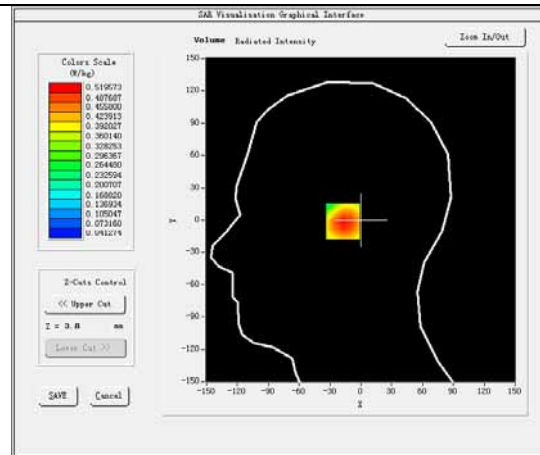 SAR Visualisation Graphical Interface
Volume Radiated Intensity
Zoom In/Out
Colors Scale
(W/kg)
0.519573
0.487687
0.455800
0.423913
0.392027
0.360140
0.328253
0.296367
0.264480
0.232594
0.200707
0.168820
0.136934
0.105047
0.073160
0.041274
Z-Cuts Control
<< Upper Cut
Z = 3.8 mm
Lower Cut >>
SAVE
Cancel
150
120
90
60
30
0
-30
-60
-90
-120
-150
Y
-150 -120 -90 -60 -30 0 30 60 90 120 150
X